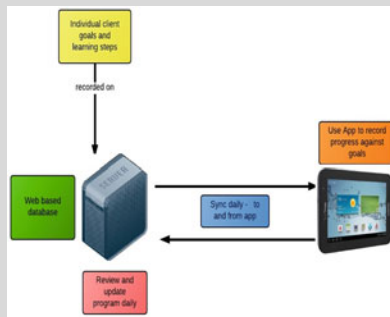 Individual client
goals and
learning steps
recorded on
Use App to record
progress against
goals
SERVER
Web based
database
Sync daily - to
and from app
Review and
update
program daily